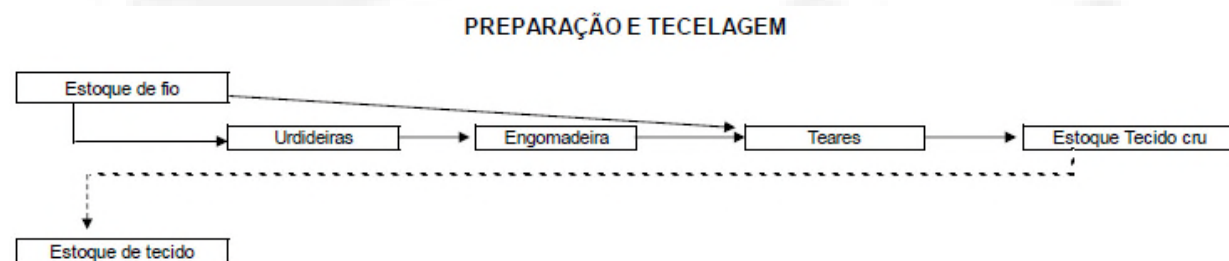 PREPARAÇÃO E TECELAGEM
Estoque de fio
Urdideiras
Engomadeira
Teares
Estoque Tecido cru
Estoque de tecido